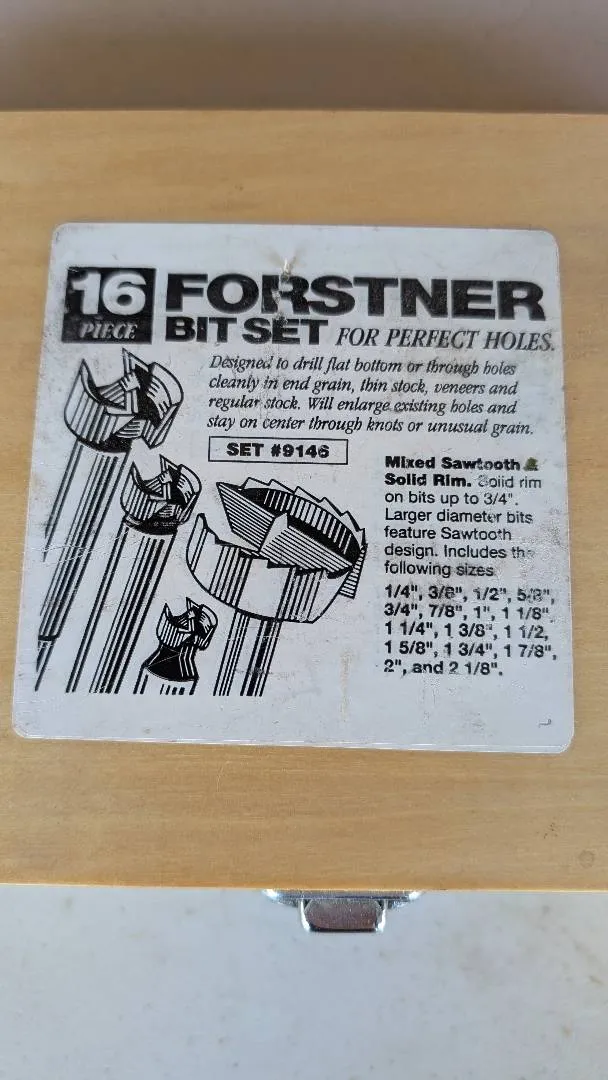 16
PIECE
FORSTNER
BIT SET FOR PERFECT HOLES.
Designed to drill flat bottom or through holes
cleanly in end grain, thin stock, veneers and
regular stock. Will enlarge existing holes and
stay on center through knots or unusual grain.
SET #9146
Mixed Sawtooth &
Solid Rim. Solid rim
on bits up to 3/4".
Larger diameter bits
feature Sawtooth
design. Includes the
following sizes
1/4", 3/8", 1/2", 5/8",
3/4", 7/8", 1", 1 1/8"
1 1/4", 1 3/8", 1 1/2,
1 5/8", 1 3/4", 1 7/8",
2", and 2 1/8".